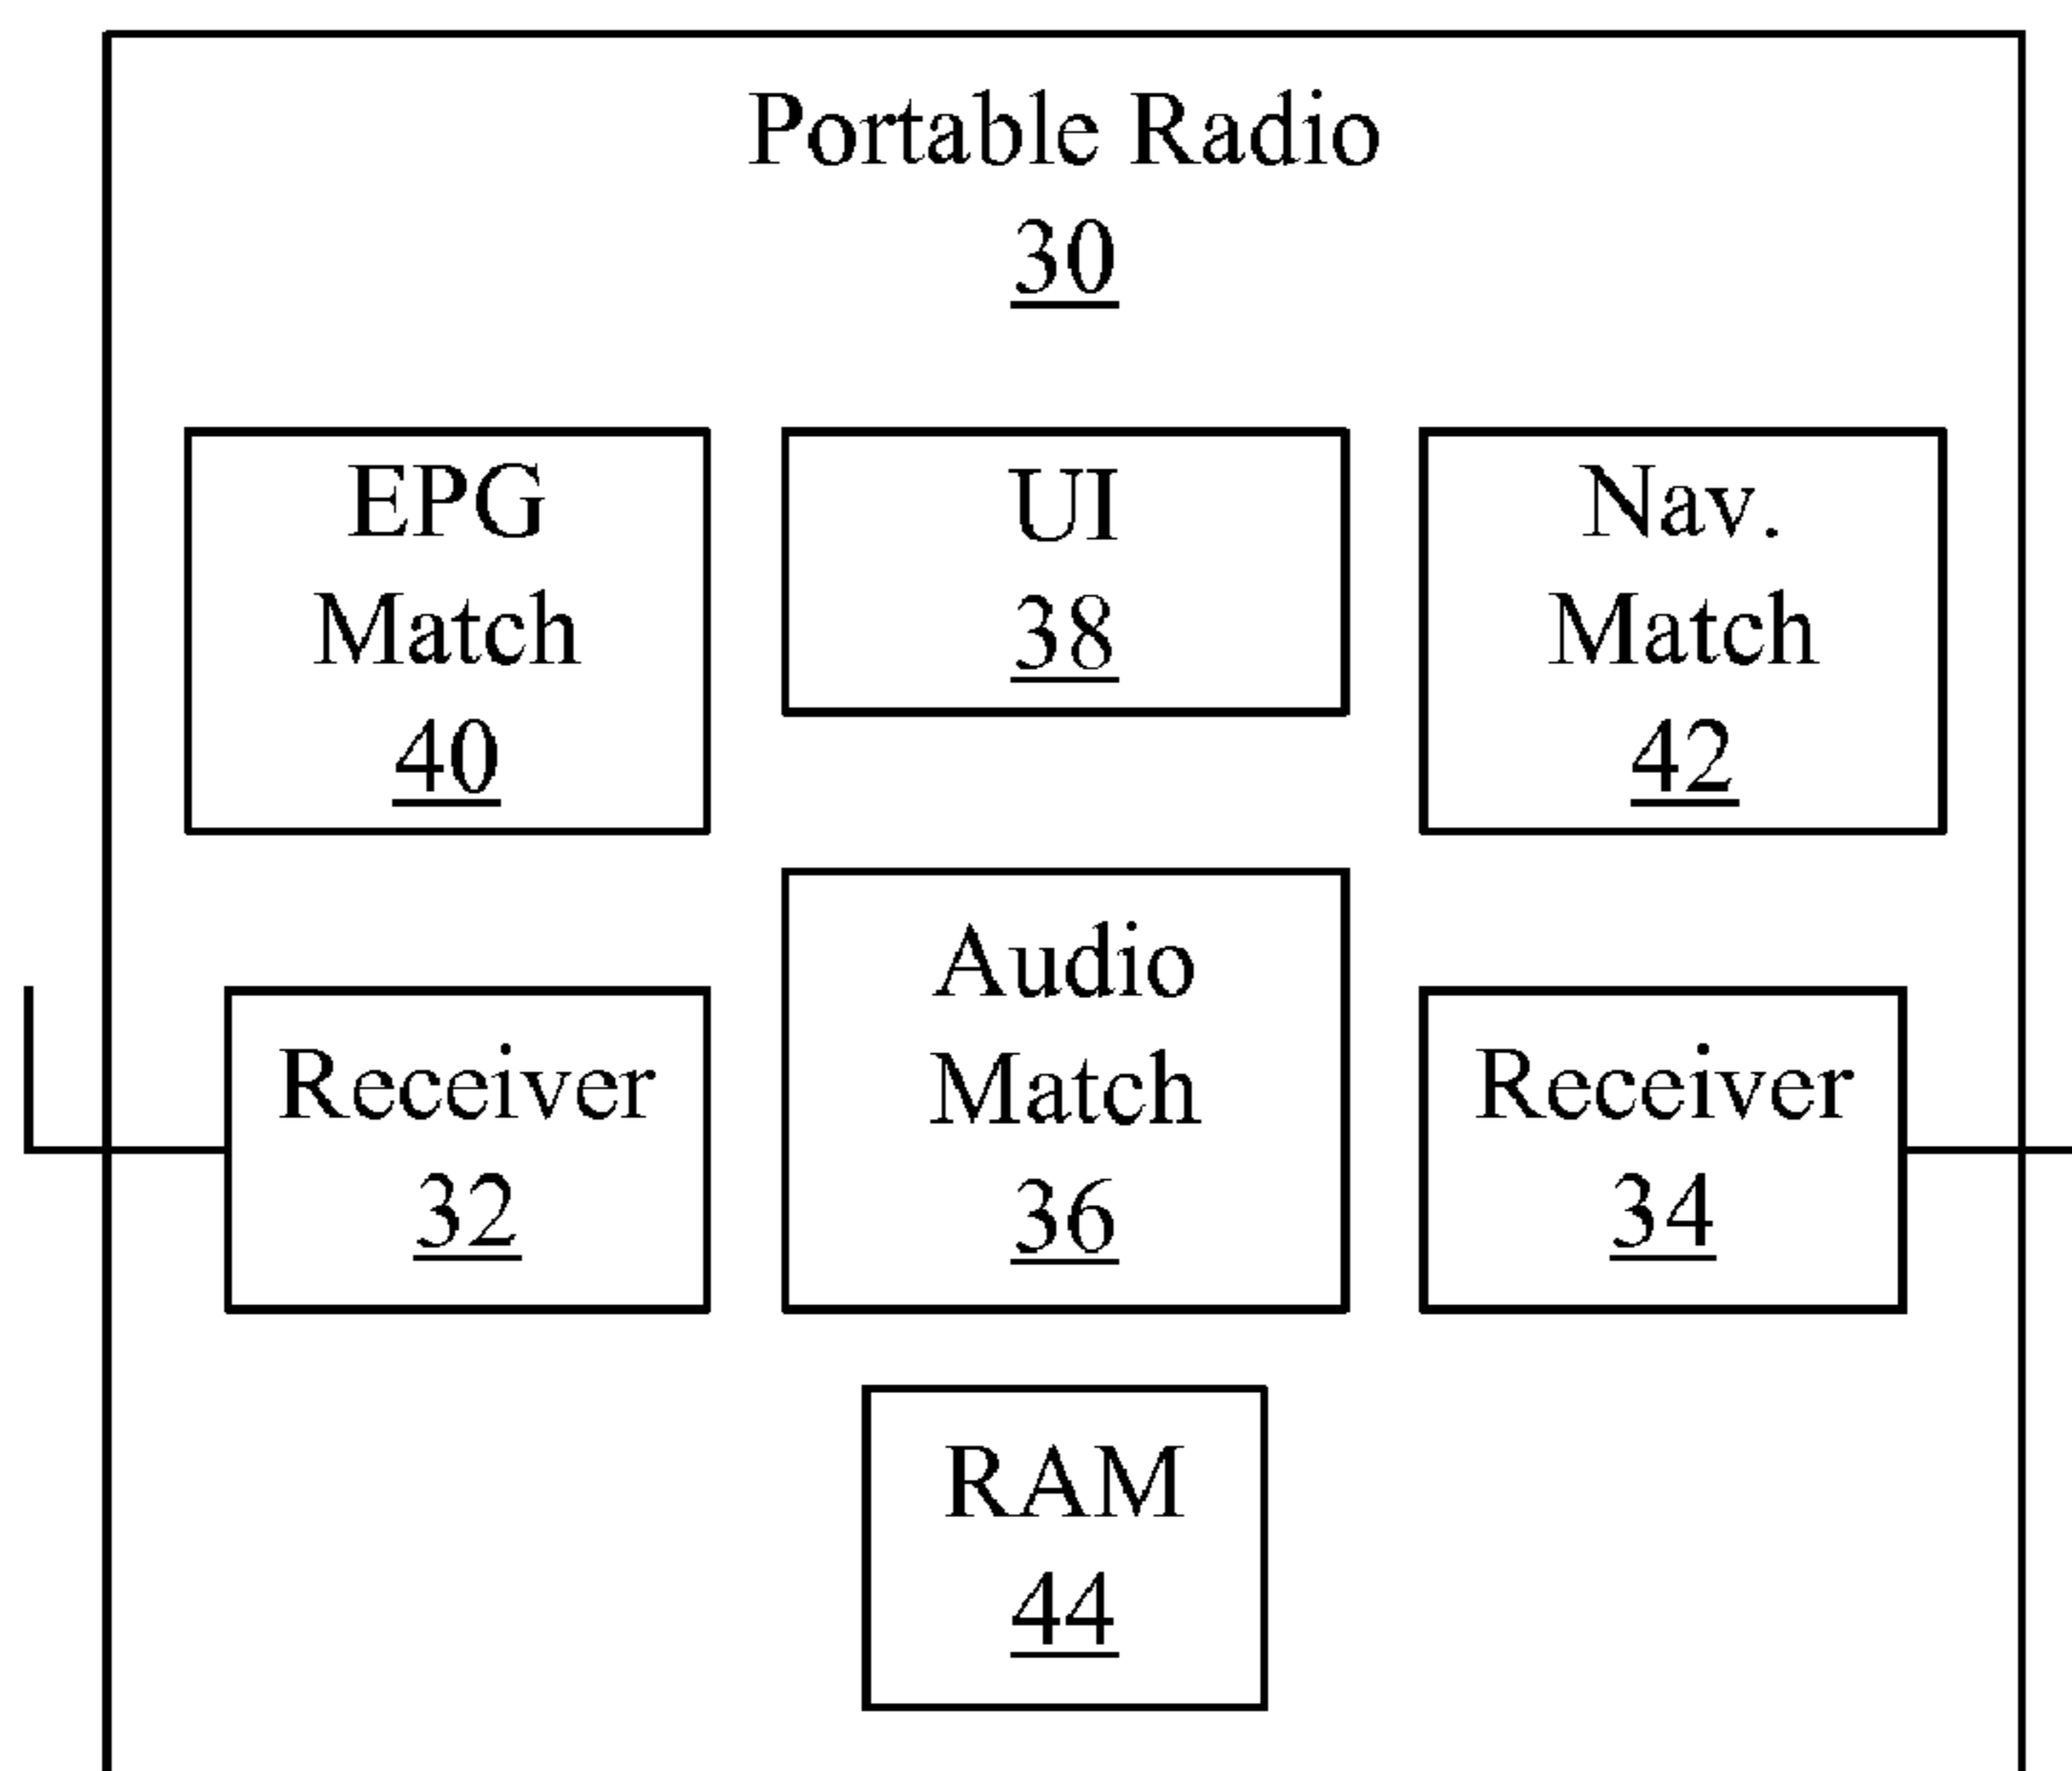 Portable Radio
30
EPG
Match
40
UI
38
Nav.
Match
42
Receiver
32
Audio
Match
36
Receiver
34
RAM
44